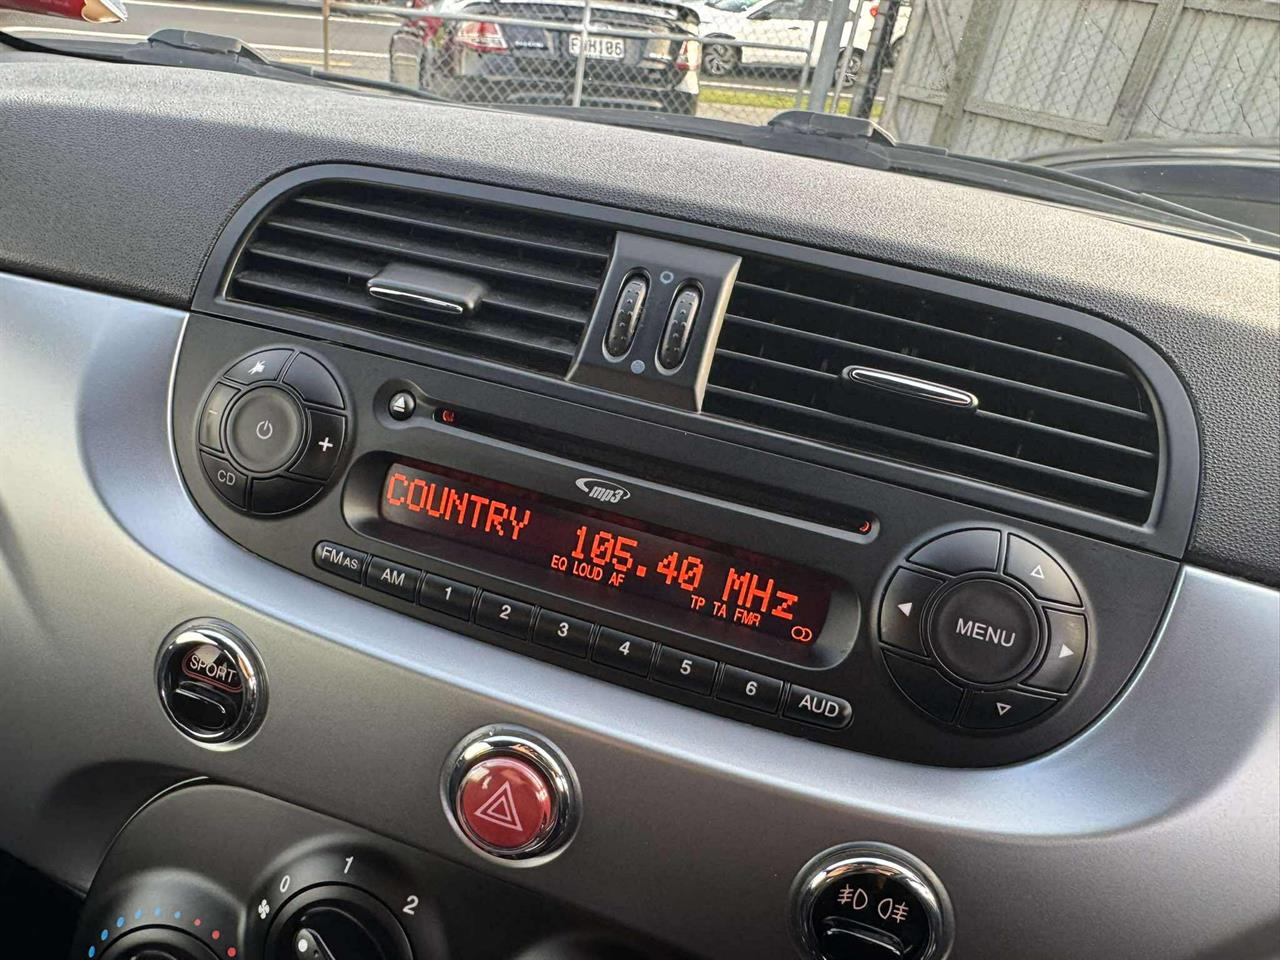 mp3
COUNTRY 105.40 MHz
EQ LOUD AF TP TA FMR
CD
FM AS AM 1 2 3 4 5 6 AUD
MENU
SPORT
0 1 2